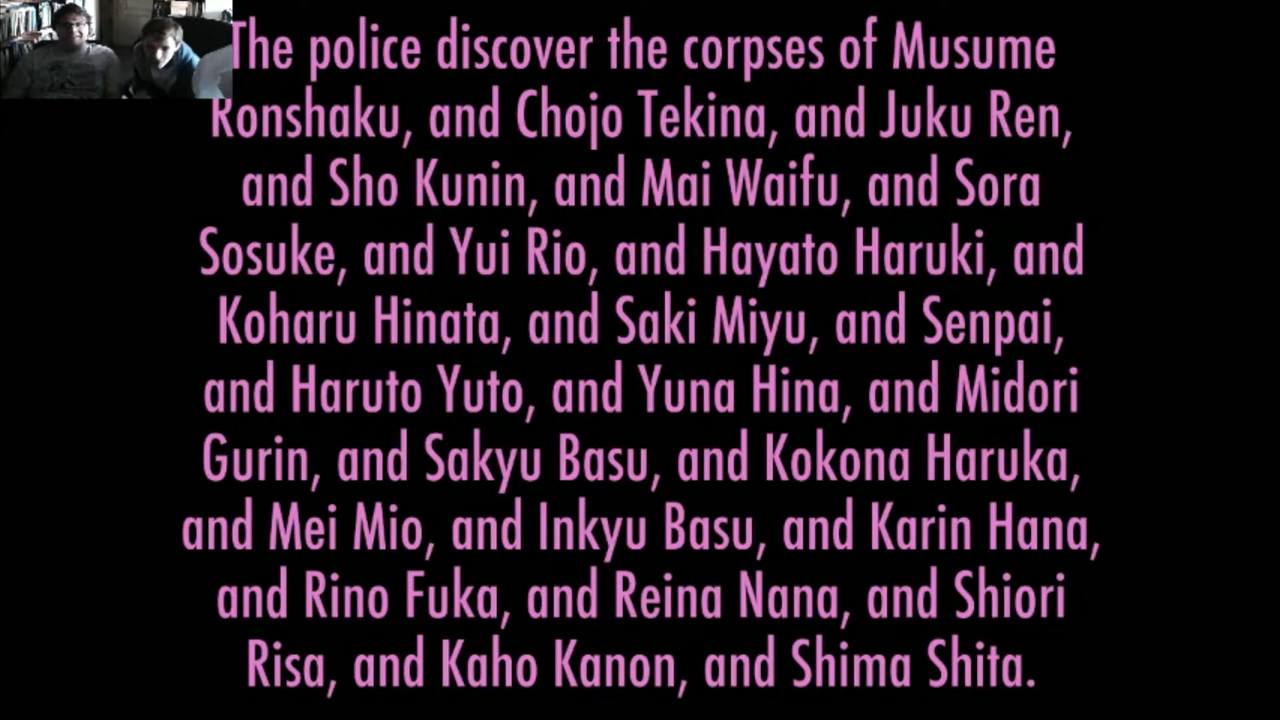 The police discover the corpses of Musume
Ronshaku, and Chojo Tekina, and Juku Ren,
and Sho Kunin, and Mai Waifu, and Sora
Sosuke, and Yui Rio, and Hayato Haruki, and
Koharu Hinata, and Saki Miyu, and Senpai,
and Haruto Yuto, and Yuna Hina, and Midori
Gurin, and Sakyu Basu, and Kokona Haruka,
and Mei Mio, and Inkyu Basu, and Karin Hana,
and Rino Fuka, and Reina Nana, and Shiori
Risa, and Kaho Kanon, and Shima Shita.